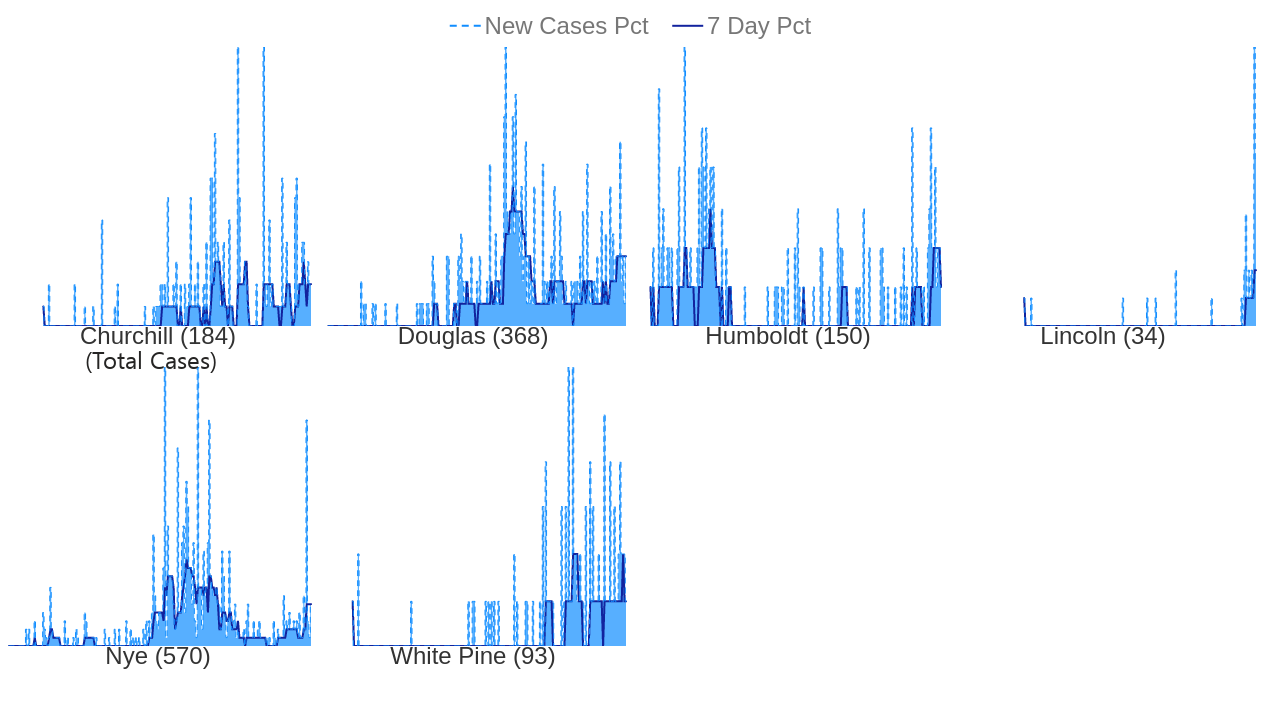 New Cases Pct 7 Day Pct
Churchill (184) Douglas (368) Humboldt (150) Lincoln (34)
(Total Cases)
Nye (570) White Pine (93)